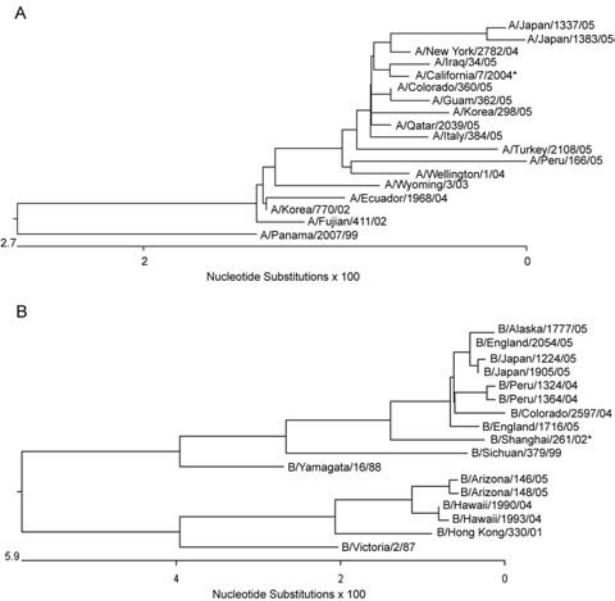 A
A/Japan/1337/05
A/Japan/1383/05
A/New York/2782/04
A/Iraq/34/05
A/California/7/2004*
A/Colorado/360/05
A/Guam/362/05
A/Korea/298/05
A/Qatar/2039/05
A/Italy/384/05
A/Turkey/2108/05
A/Peru/166/05
A/Wellington/1/04
A/Wyoming/3/03
A/Ecuador/1968/04
A/Korea/770/02
A/Fujian/411/02
A/Panama/2007/99
2.7
2 0
Nucleotide Substitutions x 100
B
B/Alaska/1777/05
B/England/2054/05
B/Japan/1224/05
B/Japan/1905/05
B/Peru/1324/04
B/Peru/1364/04
B/Colorado/2597/04
B/England/1716/05
B/Shanghai/261/02*
B/Sichuan/379/99
B/Yamagata/16/88
B/Arizona/146/05
B/Arizona/148/05
B/Hawaii/1990/04
B/Hawaii/1993/04
B/Hong Kong/330/01
B/Victoria/2/87
5.9
4 2 0
Nucleotide Substitutions x 100